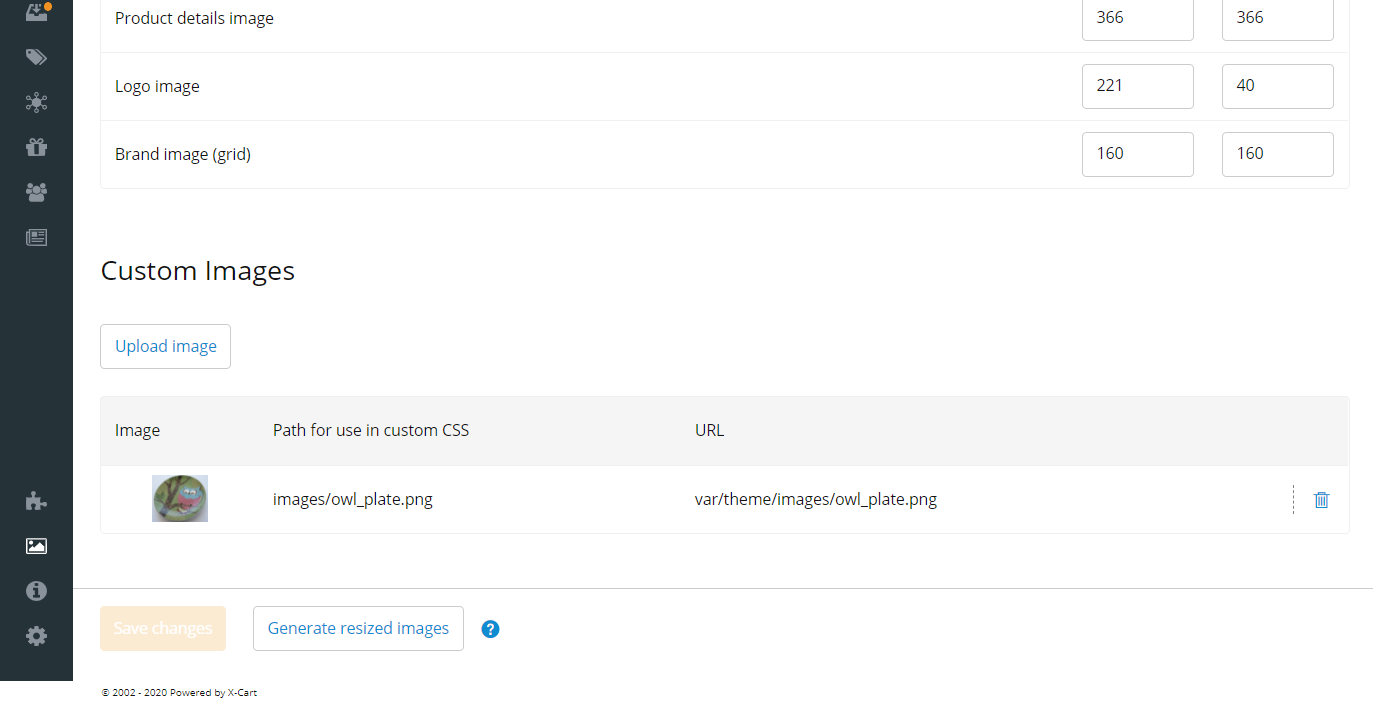 Product details image 366 366
Logo image 221 40
Brand image (grid) 160 160
Custom Images
Upload image
Image Path for use in custom CSS URL
images/owl_plate.png var/theme/images/owl_plate.png
Save changes Generate resized images ?
© 2002 - 2020 Powered by X-Cart